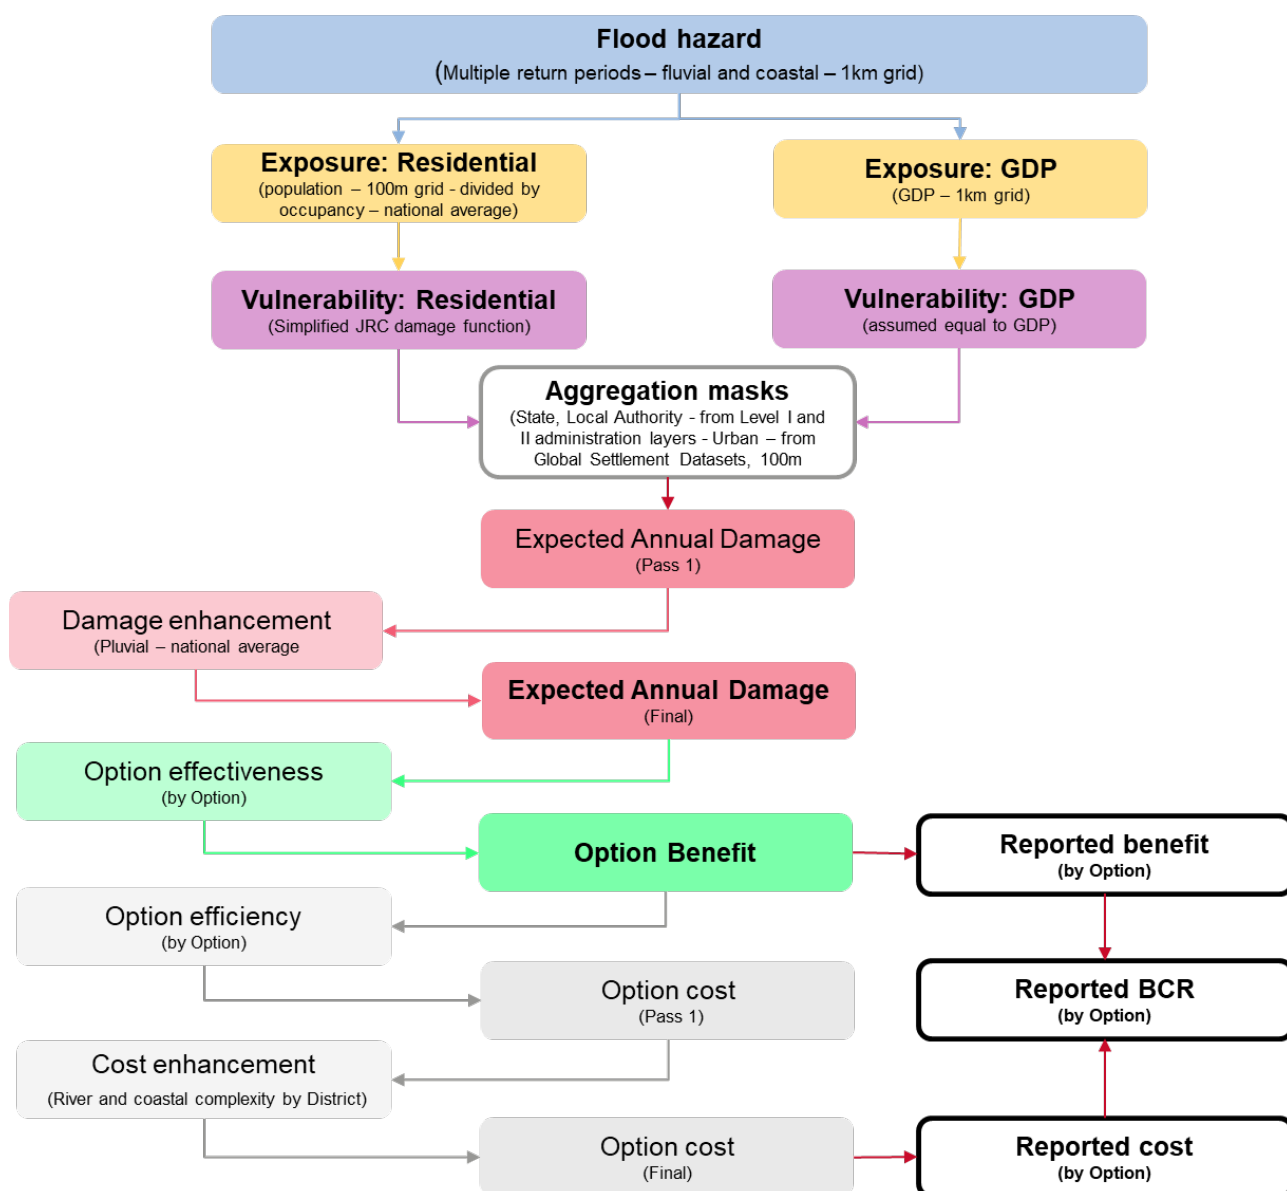 Flood hazard
(Multiple return periods – fluvial and coastal – 1km grid)
Exposure: Residential
(population – 100m grid - divided by
occupancy – national average)
Exposure: GDP
(GDP – 1km grid)
Vulnerability: Residential
(Simplified JRC damage function)
Vulnerability: GDP
(assumed equal to GDP)
Aggregation masks
(State, Local Authority - from Level I and
II administration layers - Urban – from
Global Settlement Datasets, 100m
Expected Annual Damage
(Pass 1)
Damage enhancement
(Pluvial – national average
Expected Annual Damage
(Final)
Option effectiveness
(by Option)
Option Benefit
Reported benefit
(by Option)
Option efficiency
(by Option)
Option cost
(Pass 1)
Reported BCR
(by Option)
Cost enhancement
(River and coastal complexity by District)
Option cost
(Final)
Reported cost
(by Option)